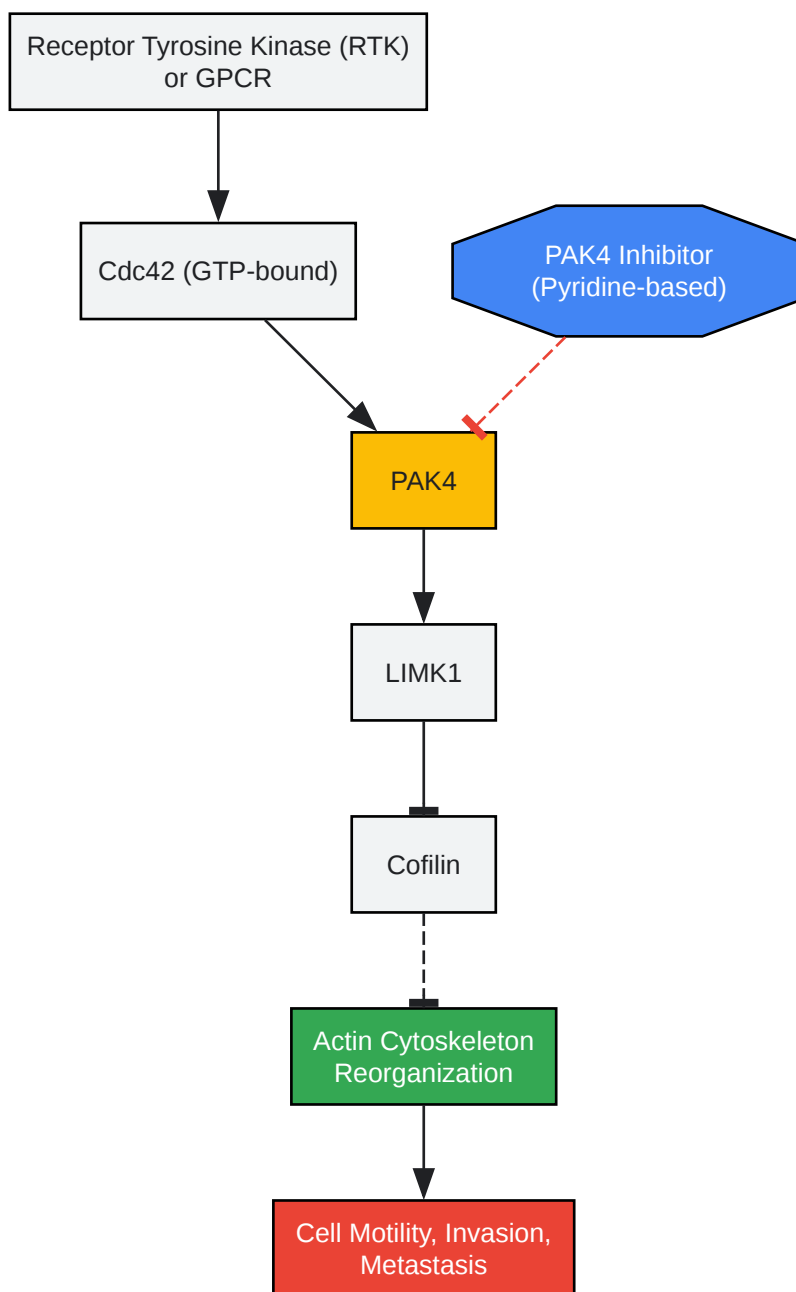 Receptor Tyrosine Kinase (RTK)
or GPCR
Cdc42 (GTP-bound)
PAK4 Inhibitor
(Pyridine-based)
PAK4
LIMK1
Cofilin
Actin Cytoskeleton
Reorganization
Cell Motility, Invasion,
Metastasis